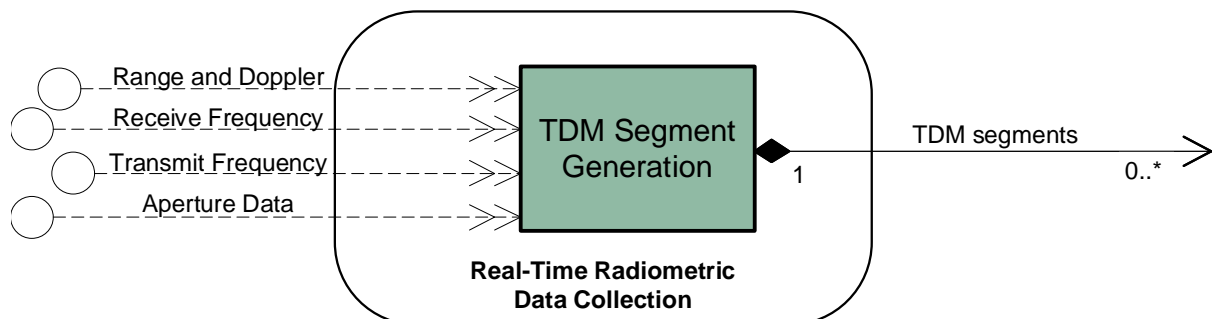 Range and Doppler
Receive Frequency
Transmit Frequency
Aperture Data
TDM Segment
Generation
1
TDM segments
0..*
Real-Time Radiometric
Data Collection